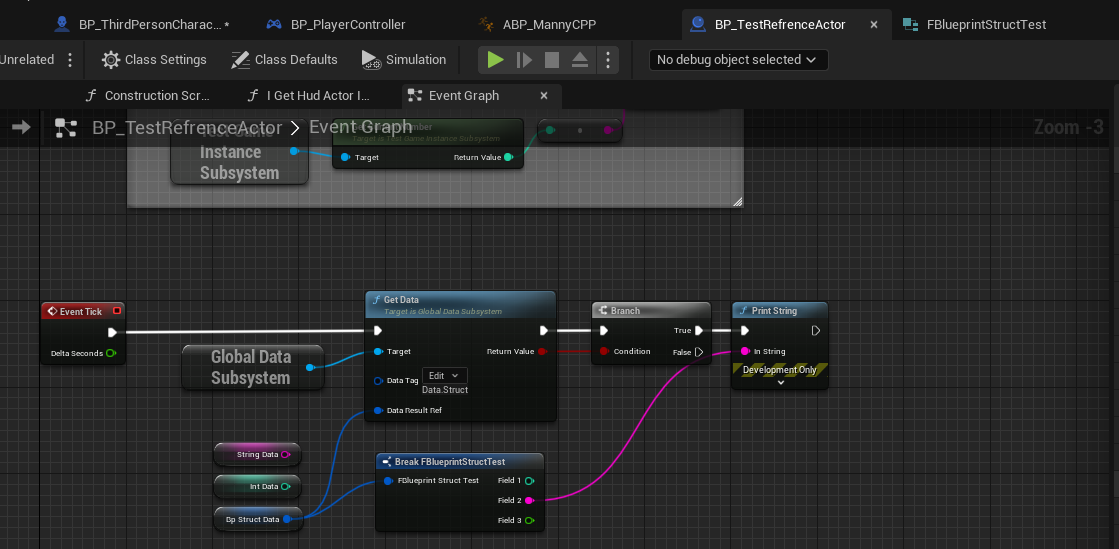 BP_ThirdPersonCharac...*
BP_PlayerController
ABP_MannyCPP
BP_TestRefrenceActor
FBlueprintStructTest
Unrelated
Class Settings
Class Defaults
Simulation
No debug object selected
Construction Scr...
I Get Hud Actor I...
Event Graph
BP_TestRefrenceActor > Event Graph
Zoom -3
Instance
Subsystem
Target is Test Game Instance Subsystem
Target
Return Value
Event Tick
Delta Seconds
Global Data
Subsystem
Get Data
Target is Global Data Subsystem
Target
Return Value
Data Tag
Edit
Data.Struct
Data Result Ref
Branch
True
Condition
False
Print String
In String
Development Only
String Data
Int Data
Bp Struct Data
Break FBlueprintStructTest
FBlueprint Struct Test
Field 1
Field 2
Field 3